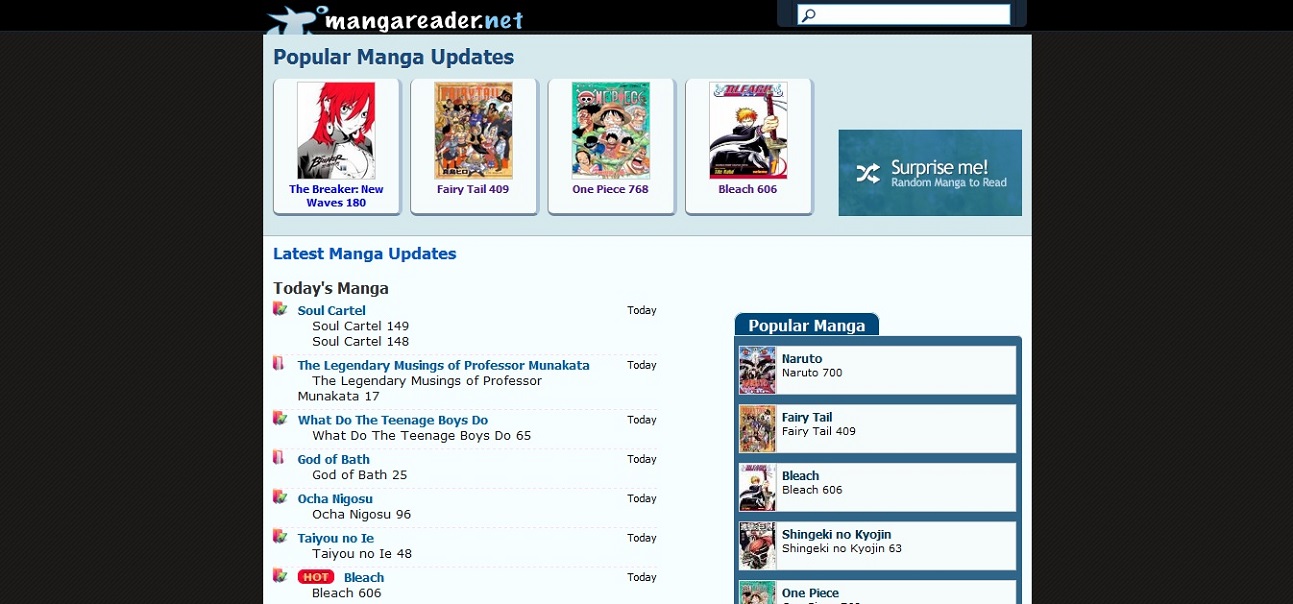 mangareader.net
Popular Manga Updates
The Breaker: New
Waves 180
FAIRY TAIL
Fairy Tail 409
ONE PIECE
One Piece 768
BLEACH
Bleach 606
Surprise me!
Random Manga to Read
Latest Manga Updates
Today's Manga
Soul Cartel
Today
Soul Cartel 149
Soul Cartel 148
The Legendary Musings of Professor Munakata
Today
The Legendary Musings of Professor
Munakata 17
What Do The Teenage Boys Do
Today
What Do The Teenage Boys Do 65
God of Bath
Today
God of Bath 25
Ocha Nigosu
Today
Ocha Nigosu 96
Taiyou no Ie
Today
Taiyou no Ie 48
HOT Bleach
Today
Bleach 606
Popular Manga
Naruto
Naruto 700
Fairy Tail
Fairy Tail 409
Bleach
Bleach 606
Shingeki no Kyojin
Shingeki no Kyojin 63
One Piece